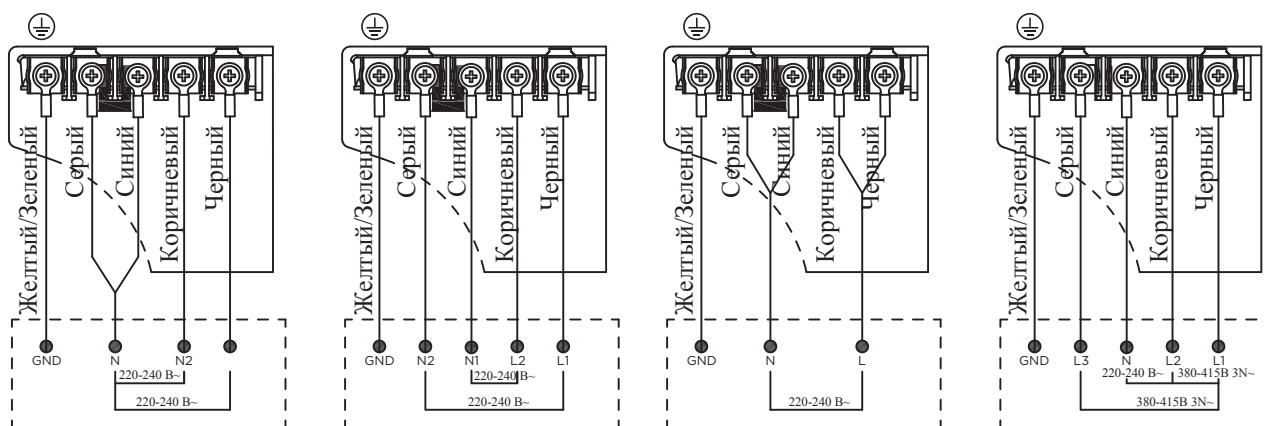 Желтый/Зеленый
Серый
Синий
Коричневый
Черный
GND
N
N2
220-240 В~
220-240 В~
Желтый/Зеленый
Серый
Синий
Коричневый
Черный
GND
N2
N1
L2
L1
220-240 В~
220-240 В~
Желтый/Зеленый
Серый
Синий
Коричневый
Черный
GND
N
L
220-240 В~
Желтый/Зеленый
Серый
Синий
Коричневый
Черный
GND
L3
N
L2
L1
220-240 В~
380-415В 3N~
380-415В 3N~